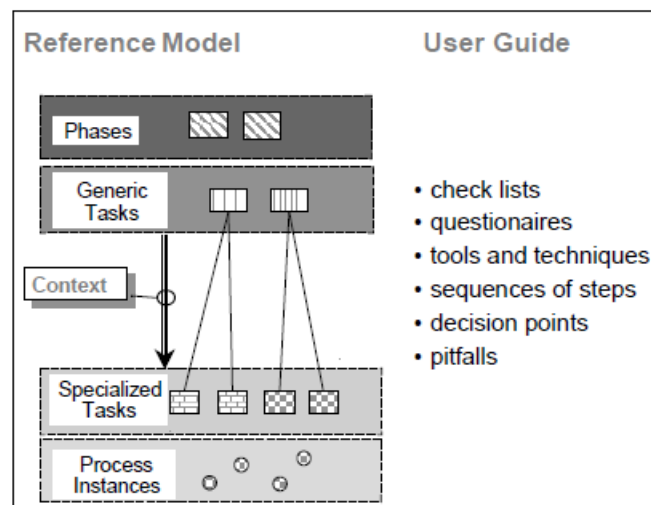 Reference Model
User Guide
Phases
Generic
Tasks
Context
Specialized
Tasks
Process
Instances
• check lists
• questionaires
• tools and techniques
• sequences of steps
• decision points
• pitfalls